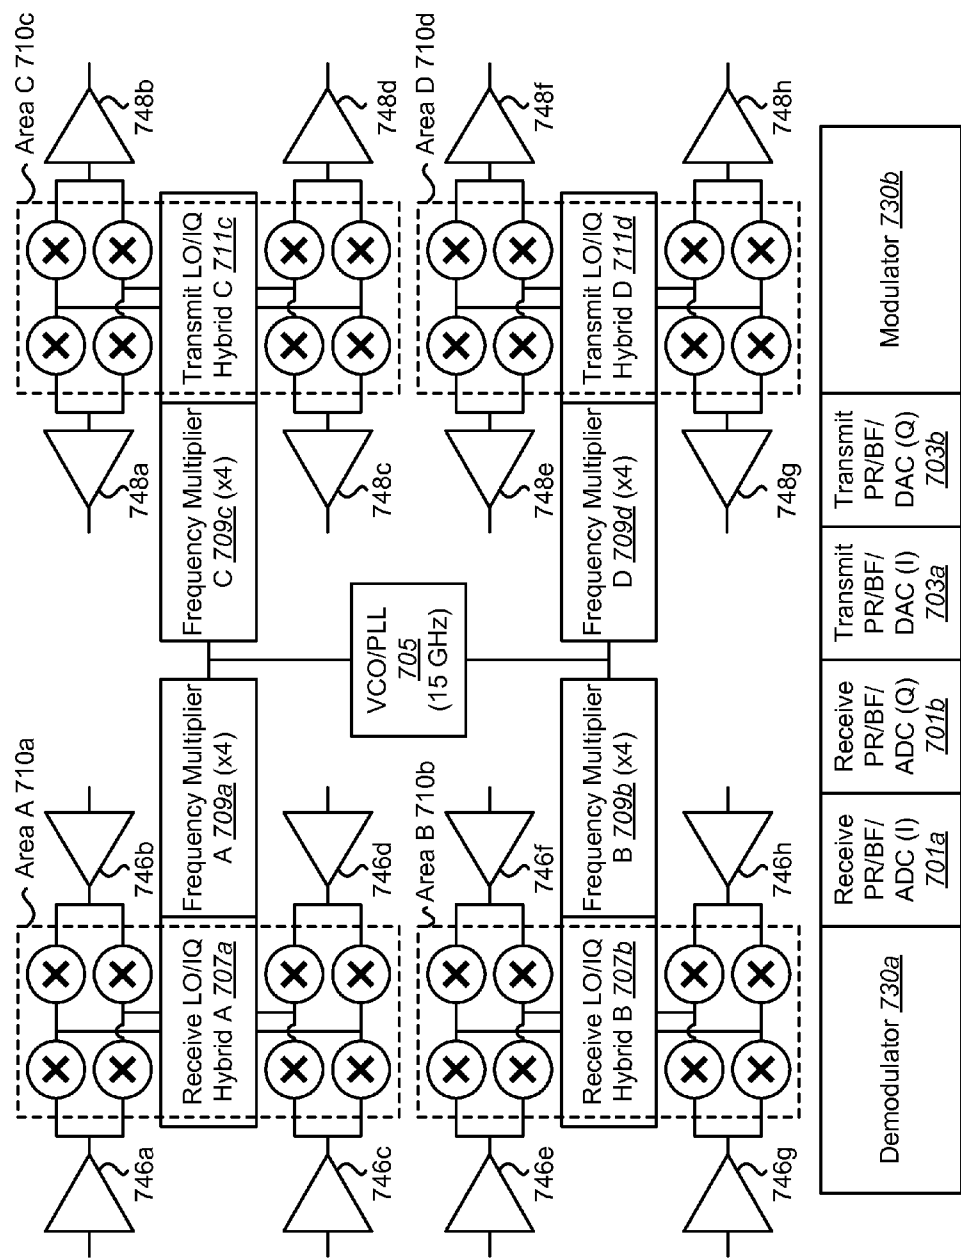 Area A 710a
Area C 710c
746a
746b
748a
748b
Receive LO/IQ
Hybrid A 707a
Frequency Multiplier
A 709a (x4)
Frequency Multiplier
C 709c (x4)
Transmit LO/IQ
Hybrid C 711c
746c
746d
748c
748d
VCO/PLL
705
(15 GHz)
Area B 710b
Area D 710d
746e
746f
748e
748f
Receive LO/IQ
Hybrid B 707b
Frequency Multiplier
B 709b (x4)
Frequency Multiplier
D 709d (x4)
Transmit LO/IQ
Hybrid D 711d
746g
746h
748g
748h
Demodulator 730a
Receive
PR/BF/
ADC (I)
701a
Receive
PR/BF/
ADC (Q)
701b
Transmit
PR/BF/
DAC (I)
703a
Transmit
PR/BF/
DAC (Q)
703b
Modulator 730b